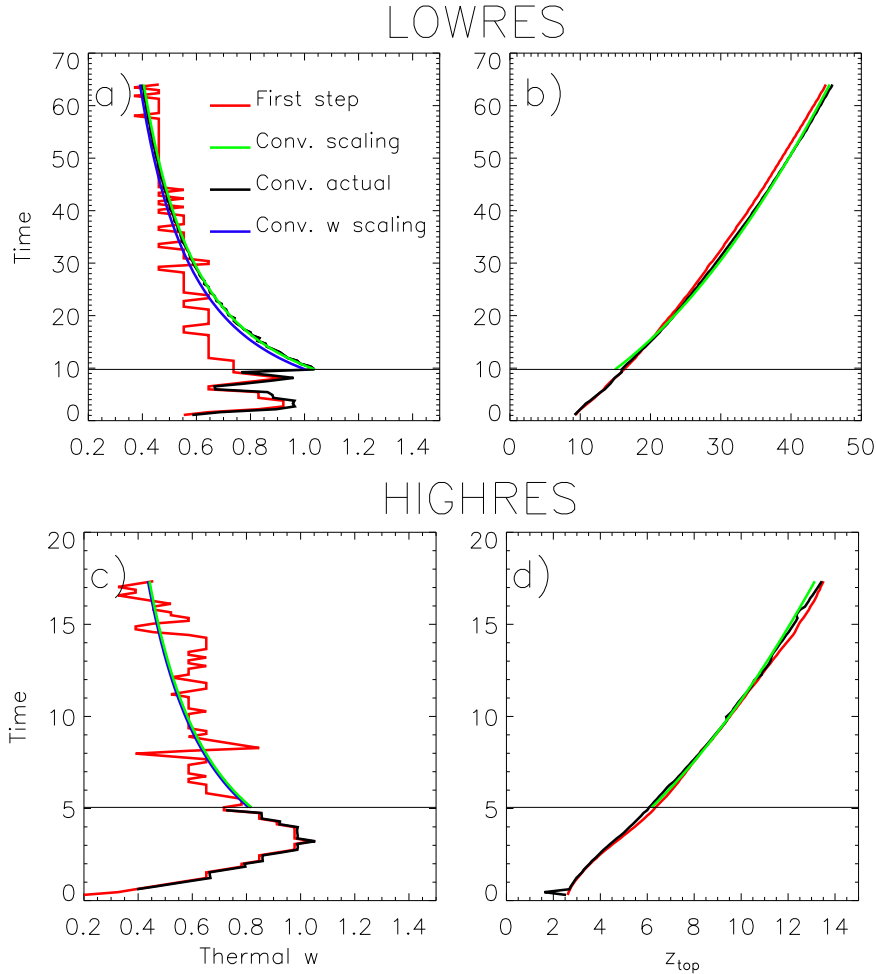 LOWRES
70
60
50
40
30
20
10
0
Time
a)
First step
Conv. scaling
Conv. actual
Conv. w scaling
0.2 0.4 0.6 0.8 1.0 1.2 1.4
70
60
50
40
30
20
10
0
b)
0 10 20 30 40 50
HIGHRES
20
15
10
5
0
Time
c)
0.2 0.4 0.6 0.8 1.0 1.2 1.4
Thermal w
20
15
10
5
0
d)
0 2 4 6 8 10 12 14
z_top